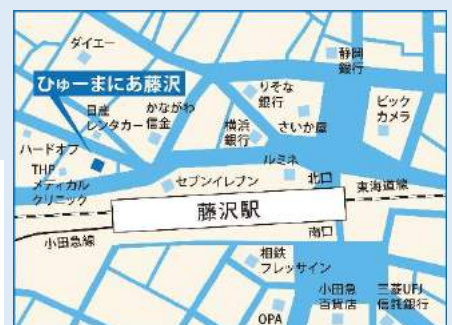 ダイエー
静岡
銀行
ひゅーまにあ藤沢
りそな
銀行
ビック
カメラ
日産
レンタカー
かながわ
信金
横浜
銀行
さいか屋
ハードオフ
THP
メディカル
クリニック
セブンイレブン
ルミネ
北口
東海道線
藤沢駅
小田急線
南口
相鉄
フレッサイン
小田急
百貨店
三菱UFJ
信託銀行
OPA